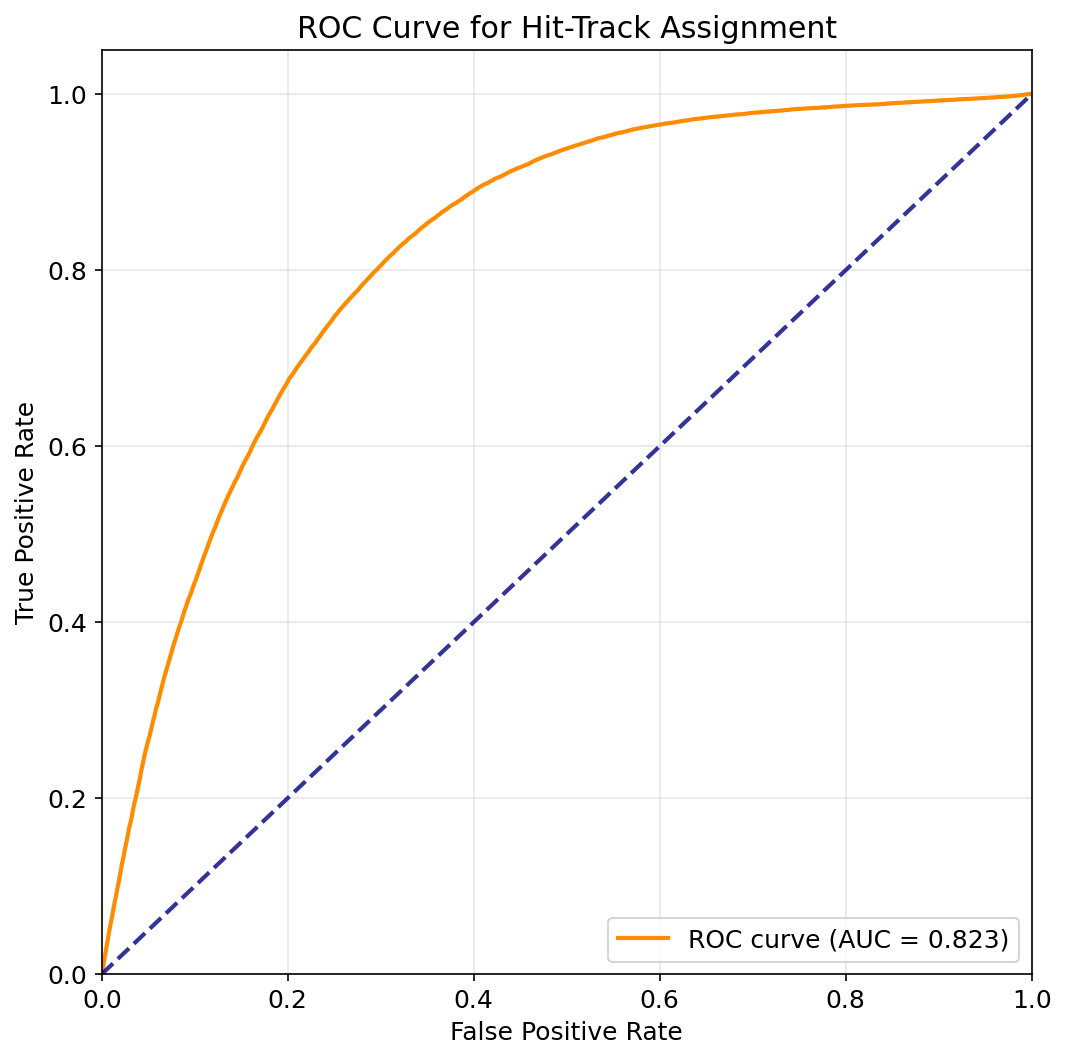 ROC Curve for Hit-Track Assignment
True Positive Rate
1.0
0.8
0.6
0.4
0.2
0.0
ROC curve (AUC = 0.823)
0.0 0.2 0.4 0.6 0.8 1.0
False Positive Rate